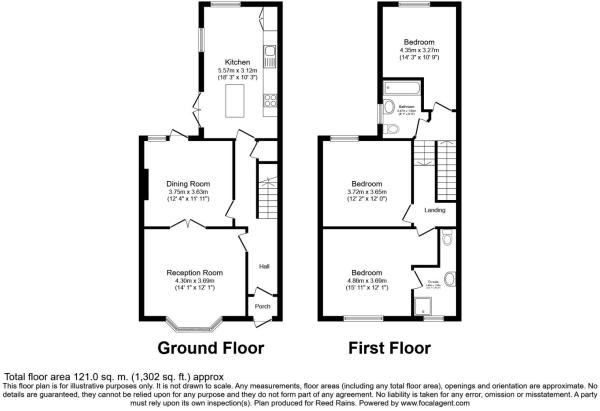 Kitchen
5.57m x 3.12m
(18' 3" x 10' 3")
Dining Room
3.75m x 3.63m
(12' 4" x 11' 11")
Reception Room
4.30m x 3.69m
(14' 1" x 12' 1")
Hall
Porch
Ground Floor
Bedroom
4.35m x 3.27m
(14' 3" x 10' 9")
Bathroom
Bedroom
3.72m x 3.65m
(12' 2" x 12' 0")
Landing
Bedroom
4.86m x 3.69m
(15' 11" x 12' 1")
First Floor
Total floor area 121.0 sq. m. (1,302 sq. ft.) approx
This floor plan is for illustrative purposes only. It is not drawn to scale. Any measurements, floor areas (including any total floor area), openings and orientation are approximate. No
details are guaranteed, they cannot be relied upon for any purpose and they do not form part of any agreement. No liability is taken for any error, omission or misstatement. A party
must rely upon its own inspection(s). Plan produced for Reed Rains. Powered by www.focalagent.com